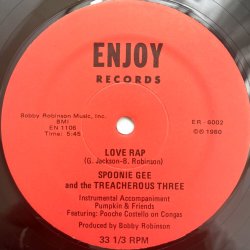 ENJOY
RECORDS
Bobby Robinson Music, Inc.
BMI
EN 1106
Time: 5:45
ER - 6002
©1980
LOVE RAP
(G. Jackson-B. Robinson)
SPOONIE GEE
and the TREACHEROUS THREE
Instrumental Accompaniment
Pumpkin & Friends
Featuring: Pooche Costello on Congas
Produced by Bobby Robinson
33 1/3 RPM